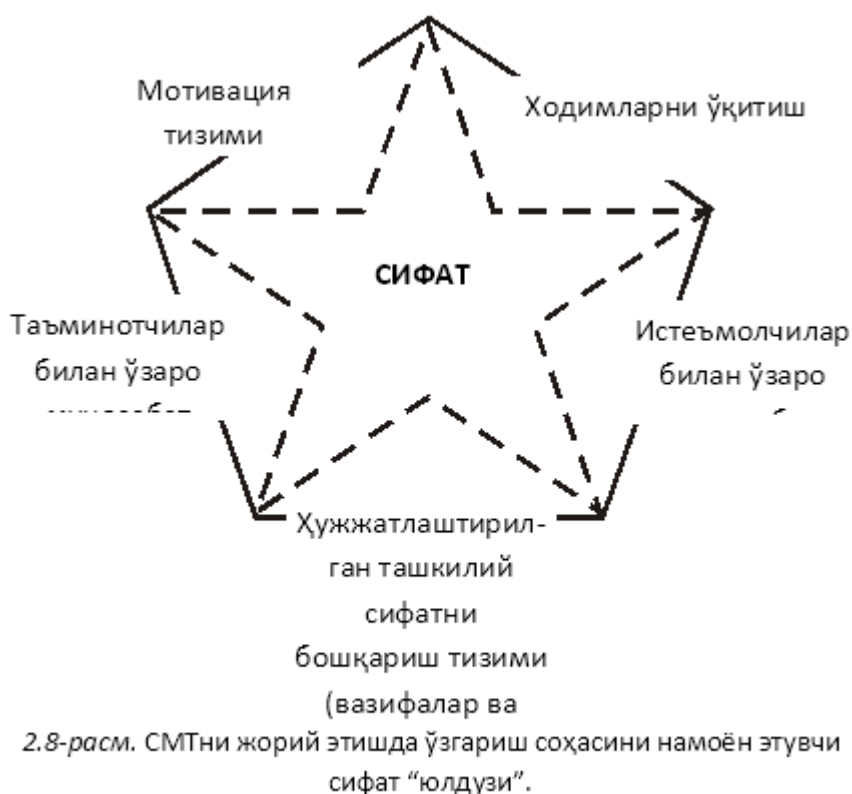 Мотивация
тизими
Ходимларни ўқитиш
СИФАТ
Таъминотчилар
билан ўзаро
Истеъмолчилар
билан ўзаро
Ҳужжатлаштирил-
ган ташкилий
сифатни
бошқариш тизими
(вазифалар ва
2.8-расм. СМТни жорий этишда ўзгариш соҳасини намоён этувчи
сифат “юлдузи”.